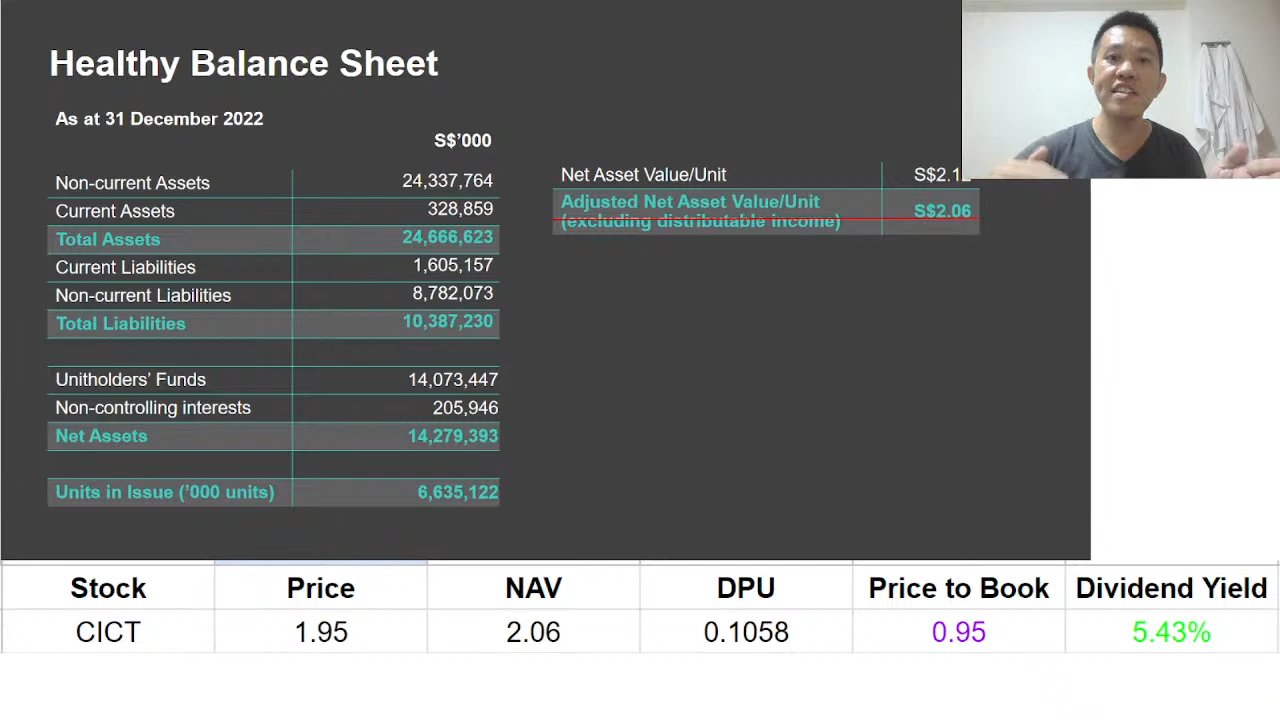 Healthy Balance Sheet
As at 31 December 2022
S$'000
Non-current Assets 24,337,764
Current Assets 328,859
Total Assets 24,666,623
Current Liabilities 1,605,157
Non-current Liabilities 8,782,073
Total Liabilities 10,387,230
Unitholders' Funds 14,073,447
Non-controlling interests 205,946
Net Assets 14,279,393
Units in Issue ('000 units) 6,635,122
Net Asset Value/Unit S$2.12
Adjusted Net Asset Value/Unit S$2.06
(excluding distributable income)
Stock Price NAV DPU Price to Book Dividend Yield
CICT 1.95 2.06 0.1058 0.95 5.43%